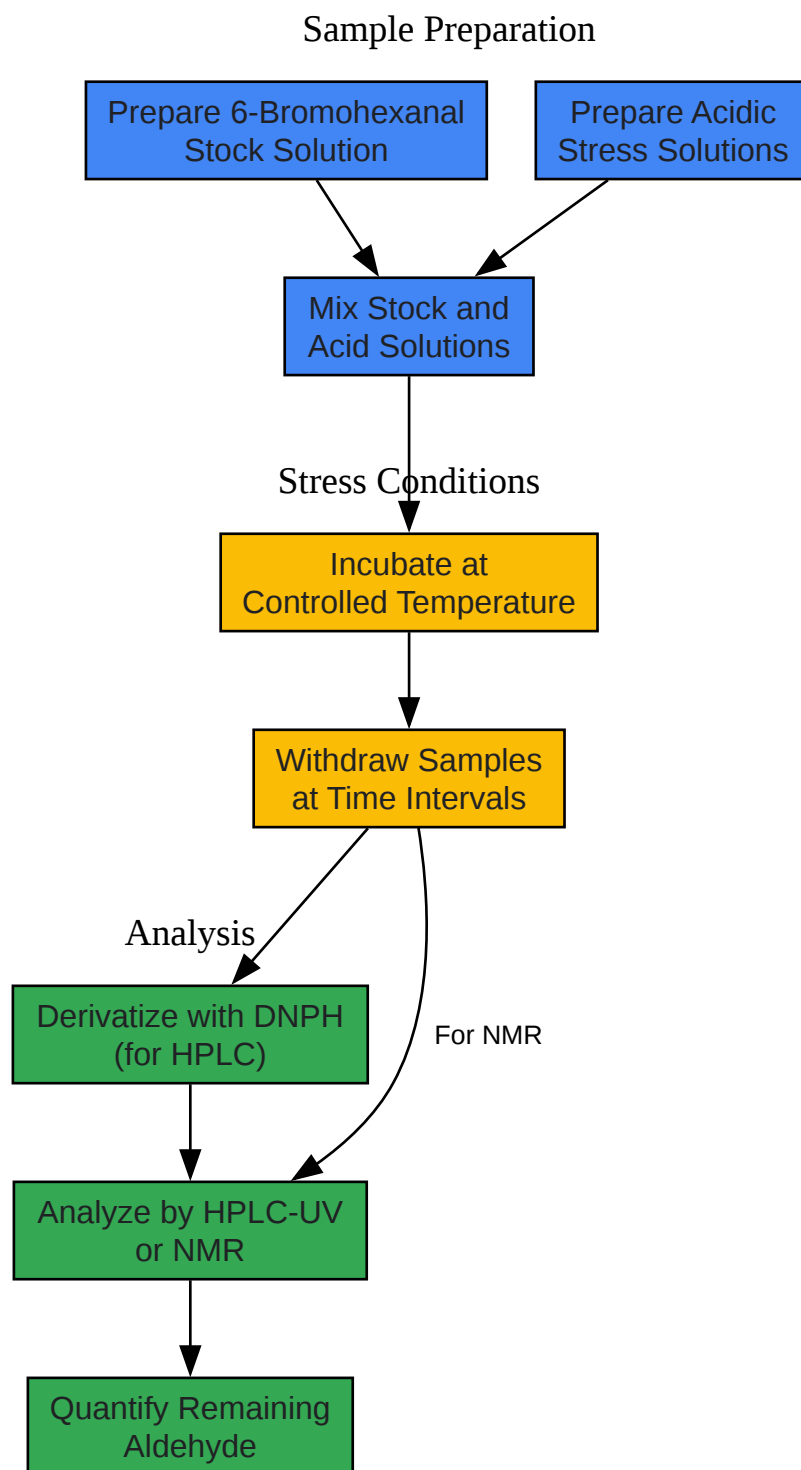 Sample Preparation
Prepare 6-Bromohexanal
Stock Solution
Prepare Acidic
Stress Solutions
Mix Stock and
Acid Solutions
Stress Conditions
Incubate at
Controlled Temperature
Withdraw Samples
at Time Intervals
Analysis
Derivatize with DNPH
(for HPLC)
For NMR
Analyze by HPLC-UV
or NMR
Quantify Remaining
Aldehyde